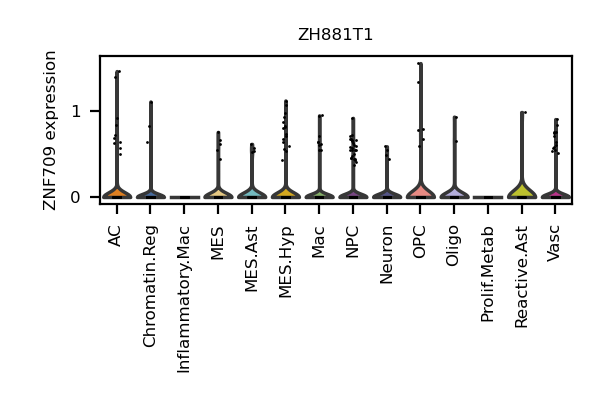 ZH881T1
ZNF709 expression
1
0
AC
Chromatin.Reg
Inflammatory.Mac
MES
MES.Ast
MES.Hyp
Mac
NPC
Neuron
OPC
Oligo
Prolif.Metab
Reactive.Ast
Vasc